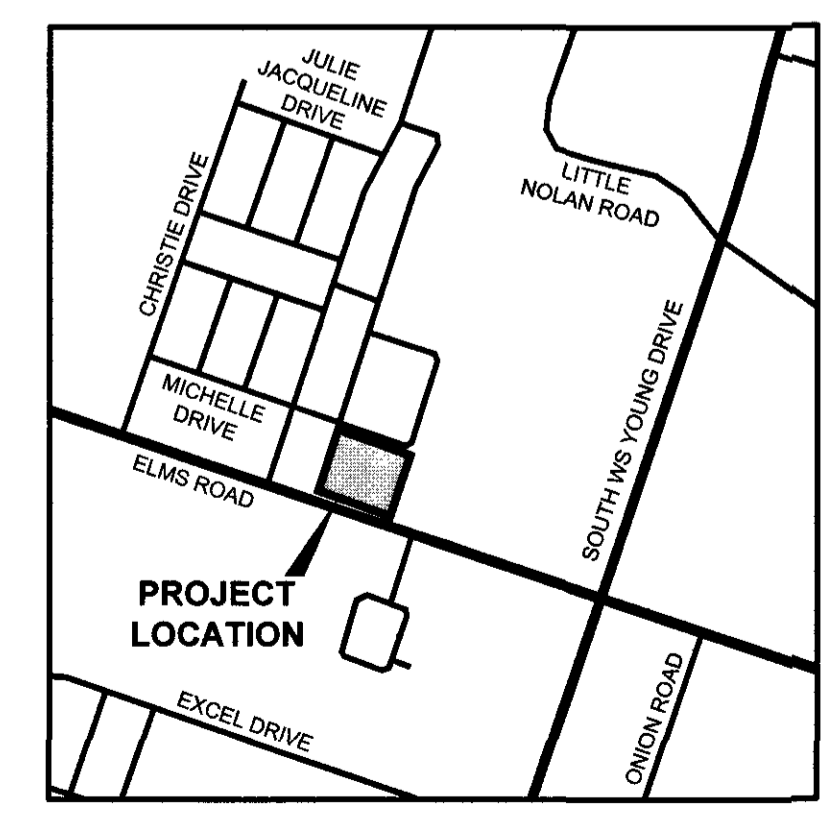 JULIE
JACQUELINE
DRIVE
LITTLE
NOLAN ROAD
CHRISTIE DRIVE
MICHELLE
DRIVE
ELMS ROAD
SOUTH WS YOUNG DRIVE
PROJECT
LOCATION
EXCEL DRIVE
ONION ROAD